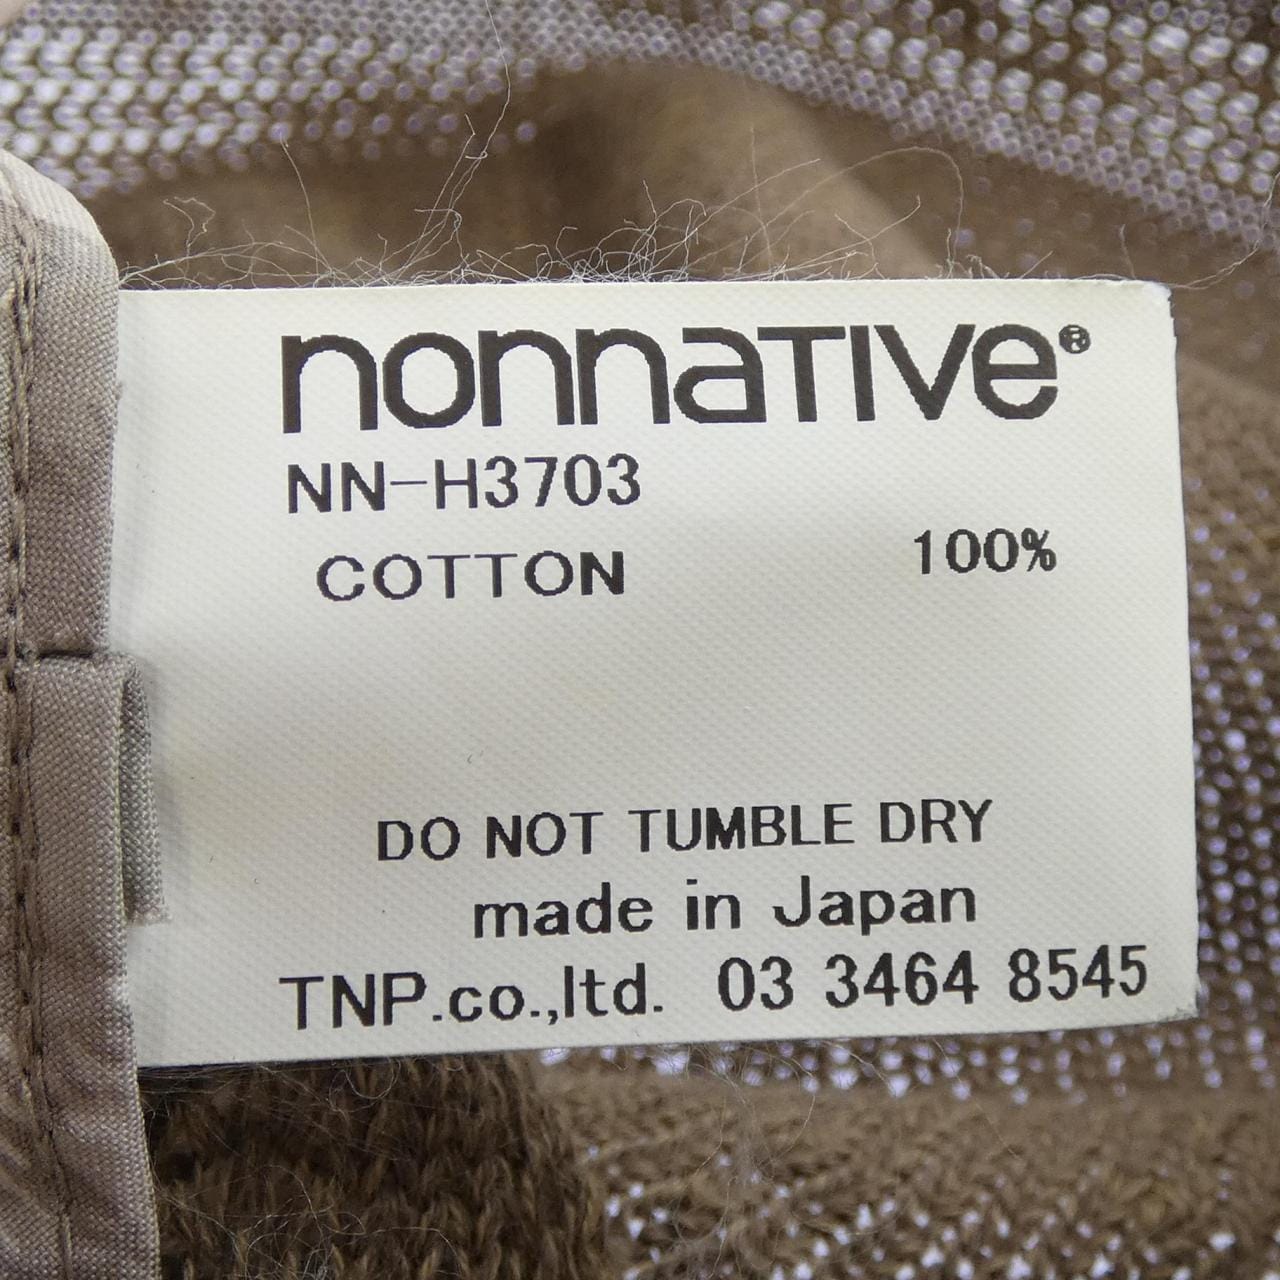 nonnative®
NN-H3703
COTTON 100%
DO NOT TUMBLE DRY
made in Japan
TNP.co.,ltd. 03 3464 8545